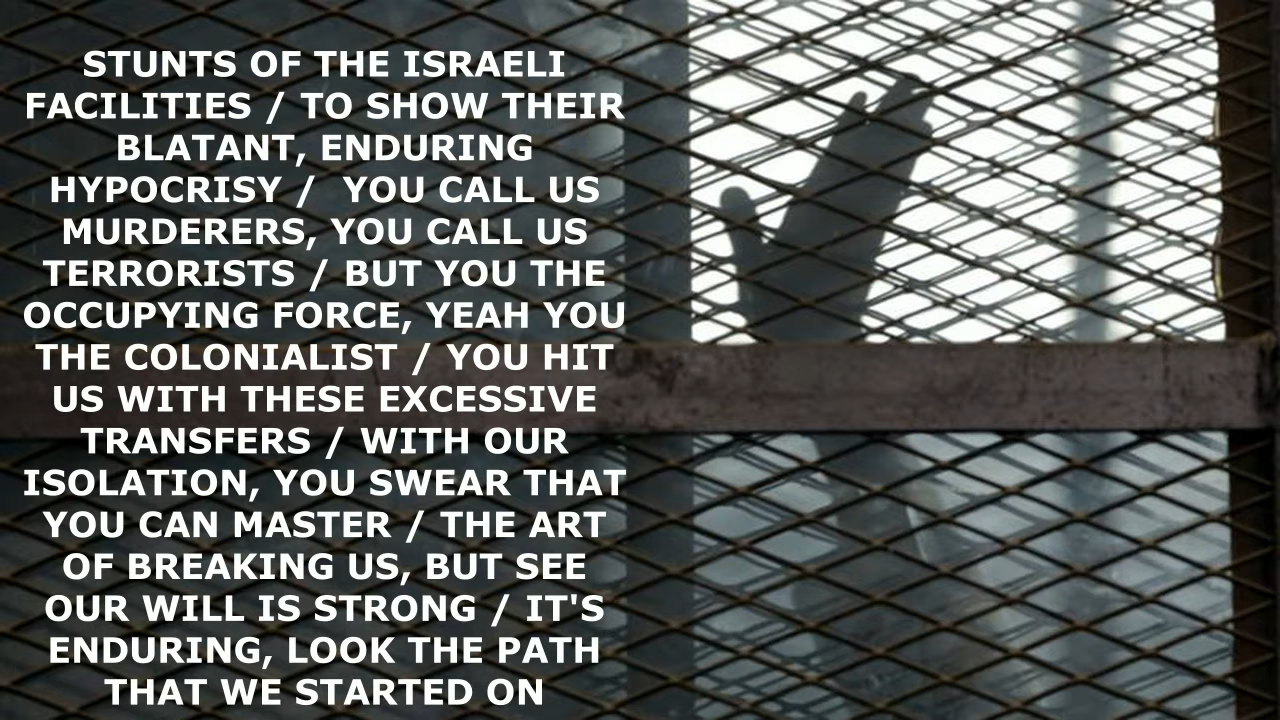 STUNTS OF THE ISRAELI
FACILITIES / TO SHOW THEIR
BLATANT, ENDURING
HYPOCRISY /  YOU CALL US
MURDERERS, YOU CALL US
TERRORISTS / BUT YOU THE
OCCUPYING FORCE, YEAH YOU
THE COLONIALIST / YOU HIT
US WITH THESE EXCESSIVE
TRANSFERS / WITH OUR
ISOLATION, YOU SWEAR THAT
YOU CAN MASTER / THE ART
OF BREAKING US, BUT SEE
OUR WILL IS STRONG / IT'S
ENDURING, LOOK THE PATH
THAT WE STARTED ON